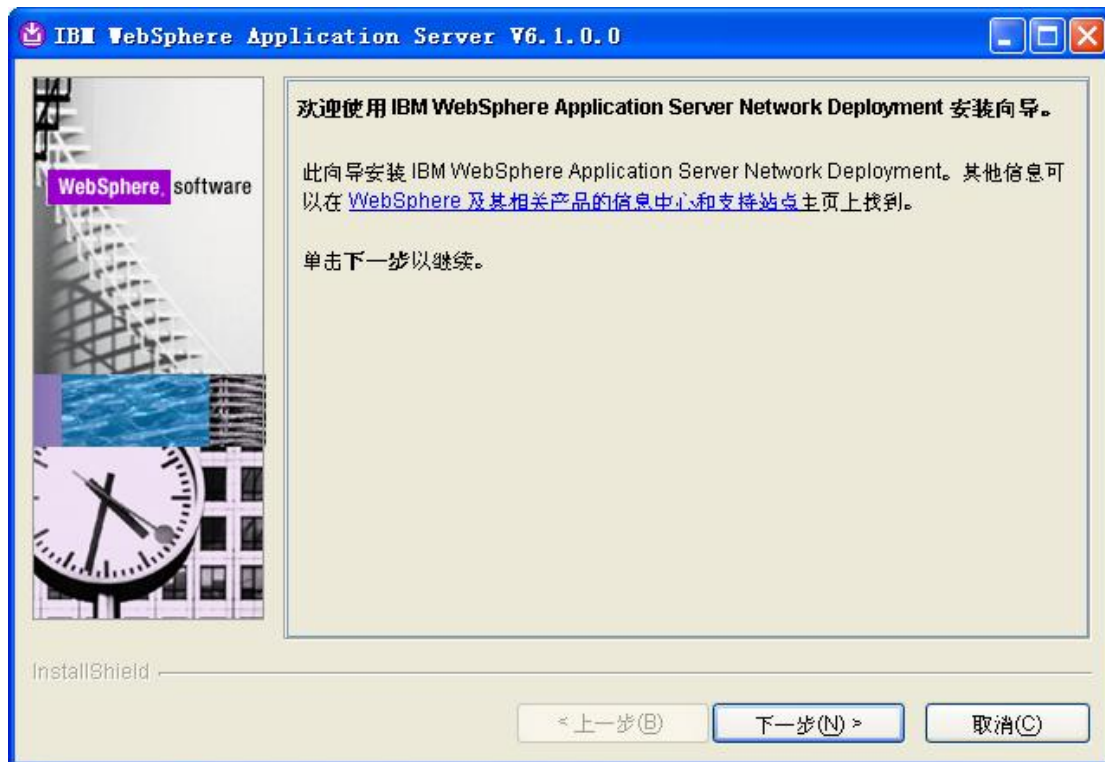 IBM WebSphere Application Server V6.1.0.0
WebSphere. software
欢迎使用 IBM WebSphere Application Server Network Deployment 安装向导。
此向导安装 IBM WebSphere Application Server Network Deployment。其他信息可
以在 WebSphere 及其相关产品的信息中心和支持站点主页上找到。
单击下一步以继续。
InstallShield
< 上一步(B)
下一步(N) >
取消(C)